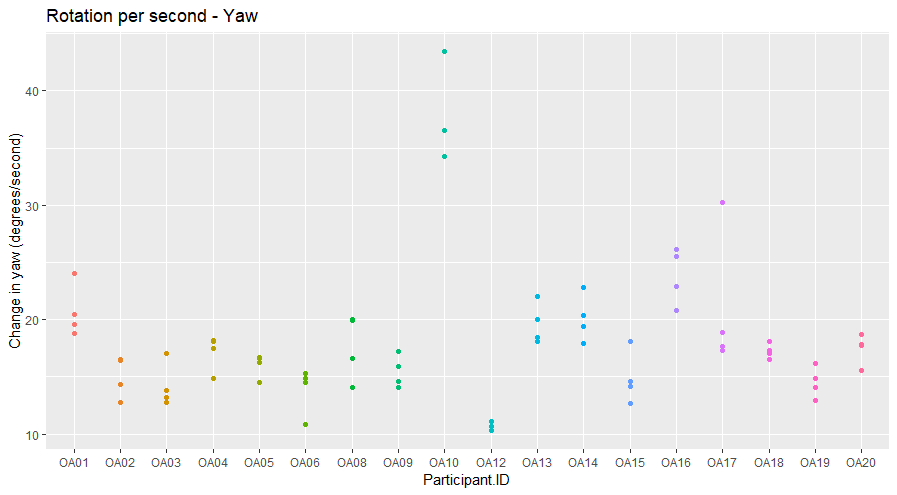 Rotation per second - Yaw
Change in yaw (degrees/second)
40
30
20
10
OA01 OA02 OA03 OA04 OA05 OA06 OA08 OA09 OA10 OA12 OA13 OA14 OA15 OA16 OA17 OA18 OA19 OA20
Participant.ID